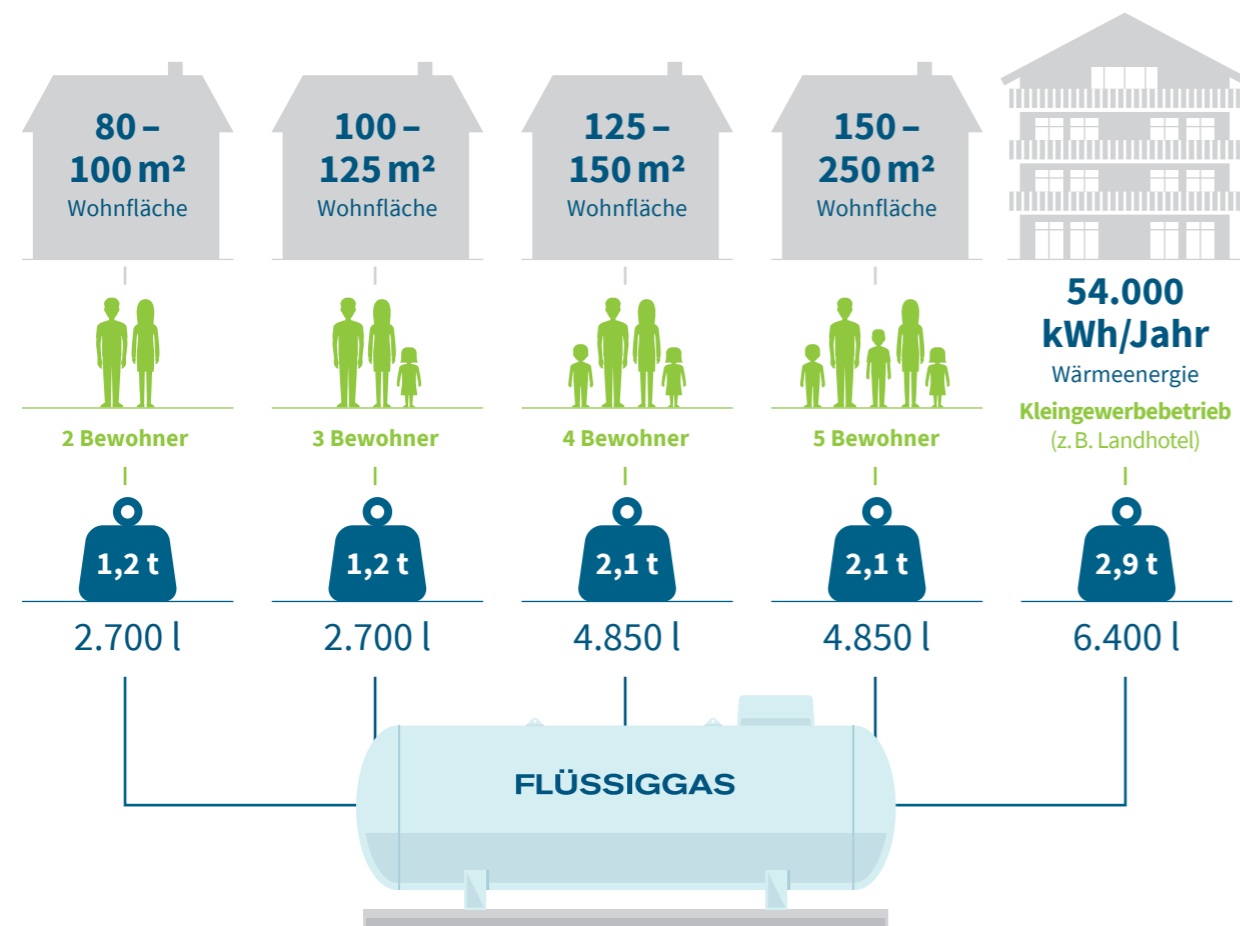 80 –
100 m²
Wohnfläche
2 Bewohner
1,2 t
2.700 l
100 –
125 m²
Wohnfläche
3 Bewohner
1,2 t
2.700 l
125 –
150 m²
Wohnfläche
4 Bewohner
2,1 t
4.850 l
150 –
250 m²
Wohnfläche
5 Bewohner
2,1 t
4.850 l
54.000
kWh/Jahr
Wärmeenergie
Kleingewerbebetrieb
(z. B. Landhotel)
2,9 t
6.400 l
FLÜSSIGGAS